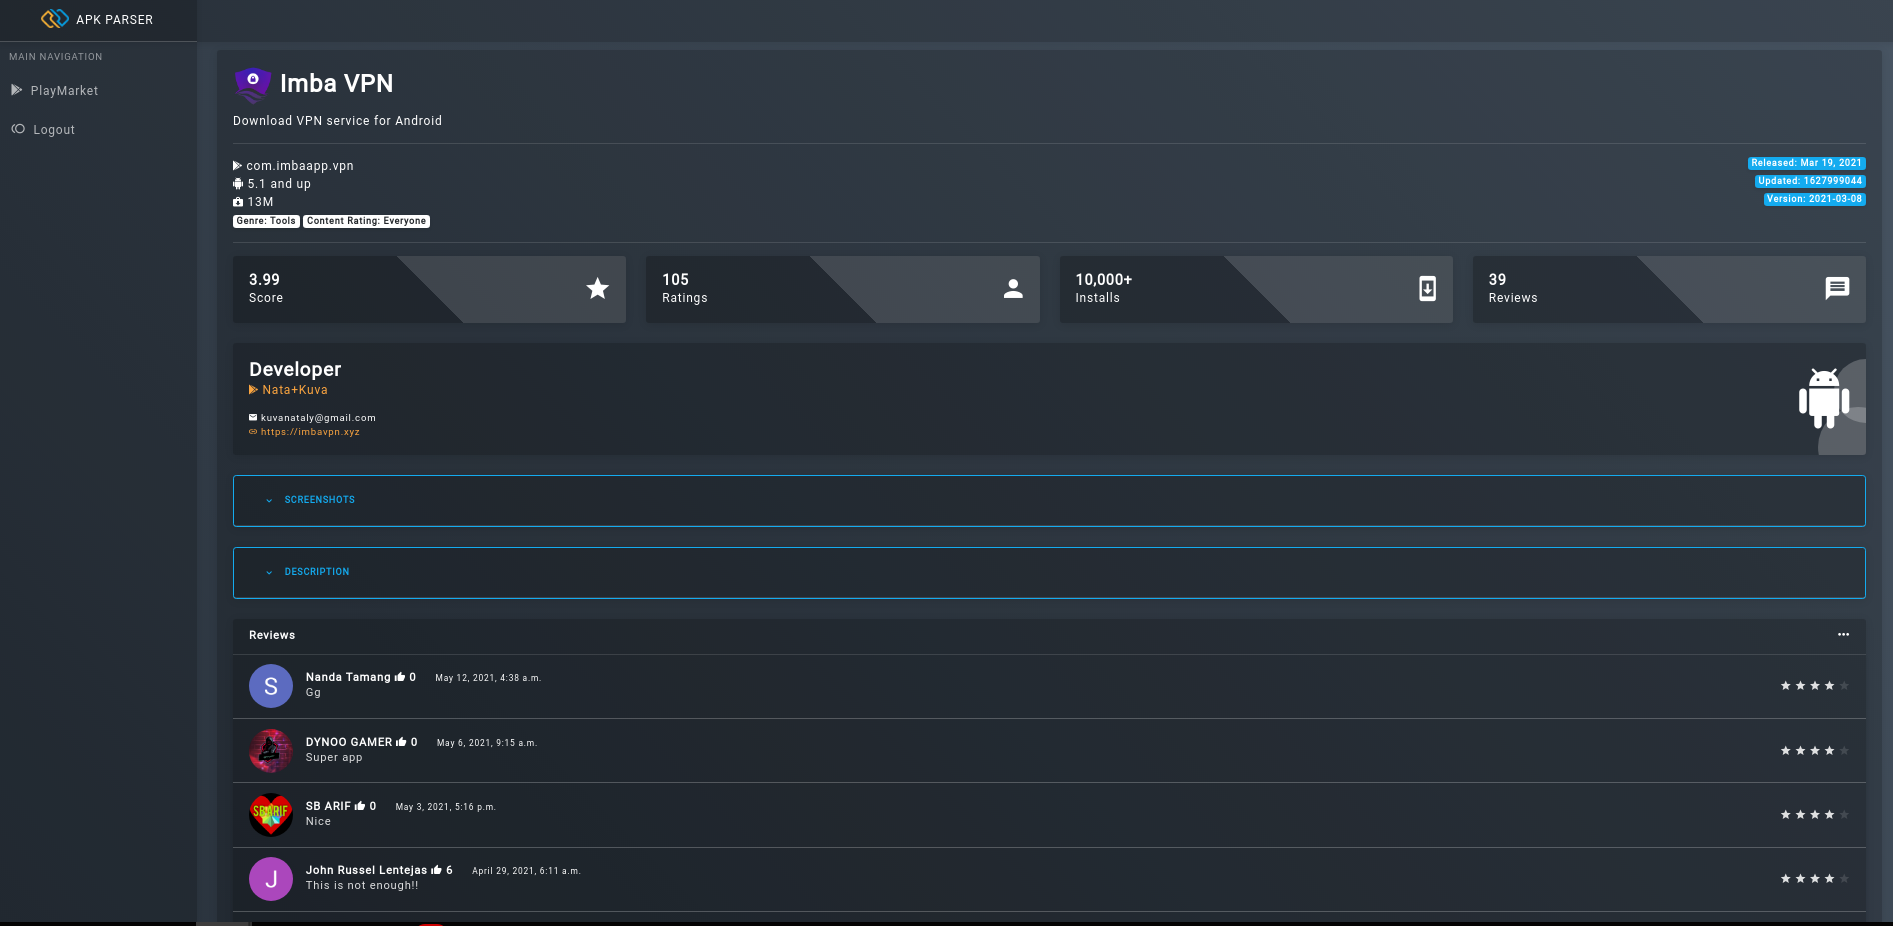 APK PARSER
MAIN NAVIGATION
PlayMarket
Logout
Imba VPN
Download VPN service for Android
com.imbaapp.vpn
5.1 and up
13M
Genre: Tools Content Rating: Everyone
Released: Mar 19, 2021
Updated: 1627999044
Version: 2021-03-08
3.99
Score
105
Ratings
10,000+
Installs
39
Reviews
Developer
Nata+Kuva
kuvanataly@gmail.com
https://imbavpn.xyz
SCREENSHOTS
DESCRIPTION
Reviews
S
Nanda Tamang 0 May 12, 2021, 4:38 a.m.
Gg
DYNOO GAMER 0 May 6, 2021, 9:15 a.m.
Super app
SB ARIF
SB ARIF 0 May 3, 2021, 5:16 p.m.
Nice
J
John Russel Lentejas 6 April 29, 2021, 6:11 a.m.
This is not enough!!